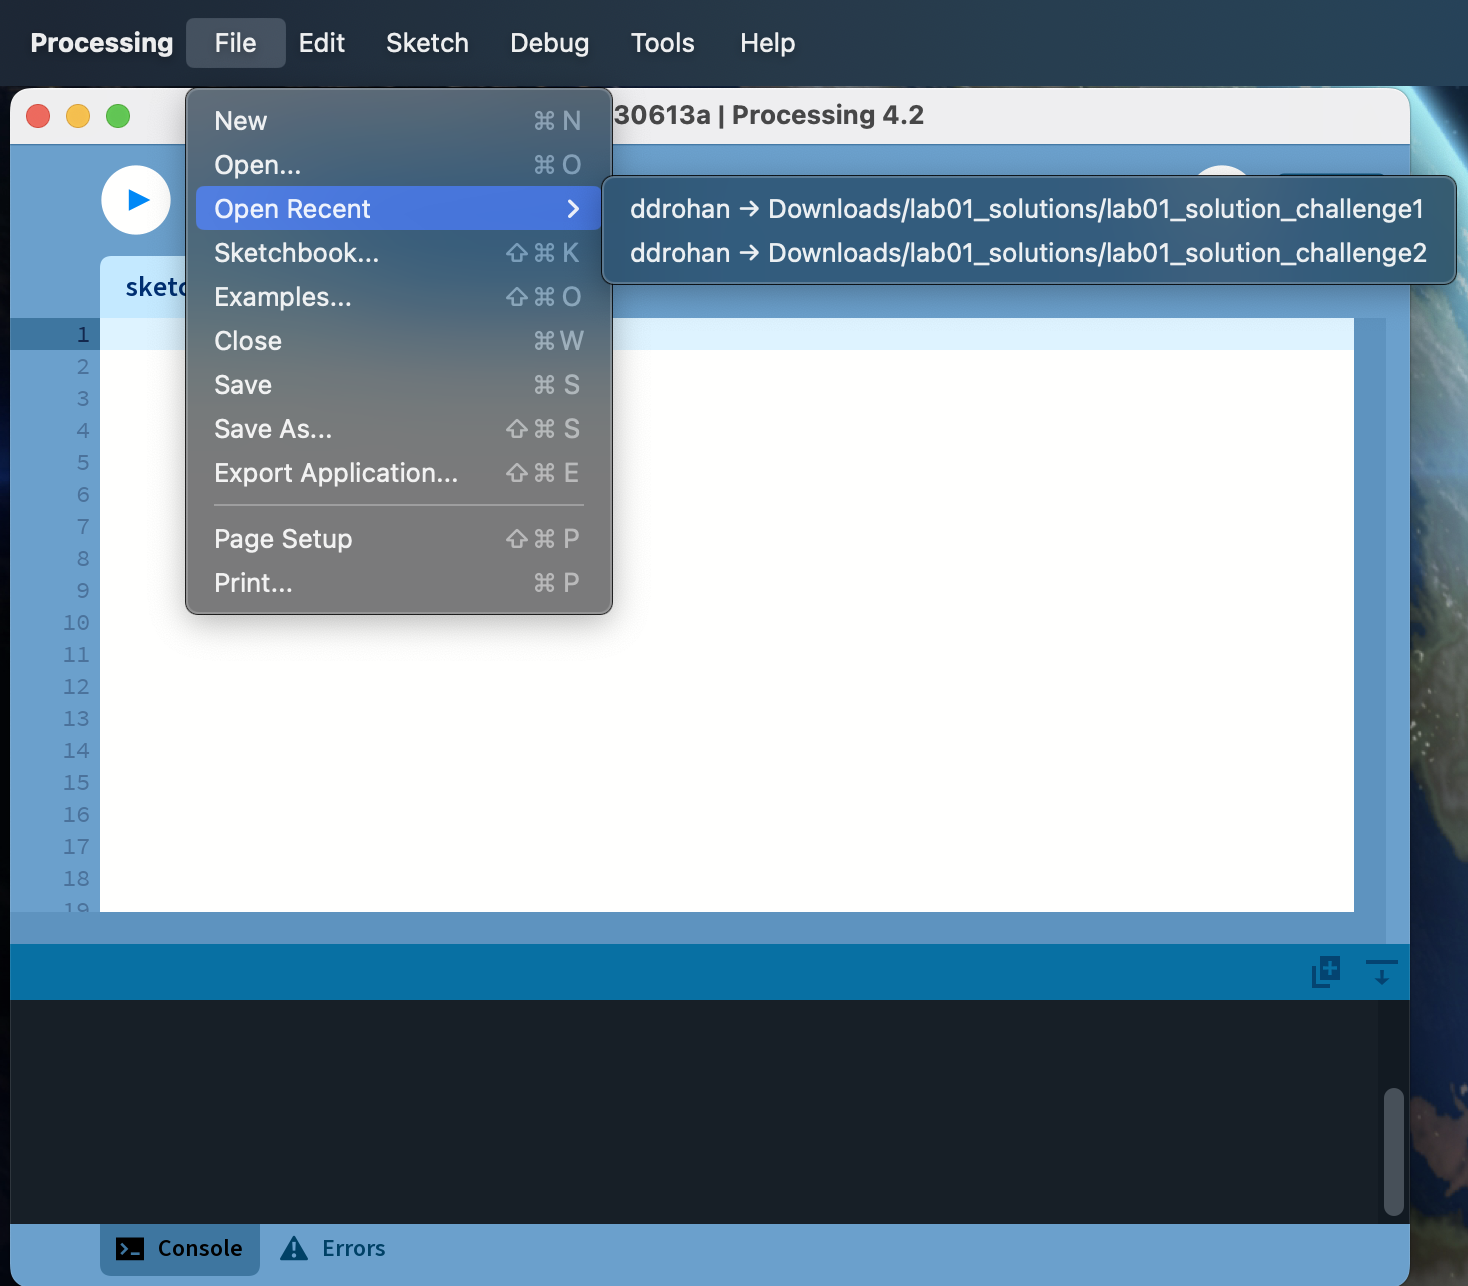 Processing File Edit Sketch Debug Tools Help
30613a | Processing 4.2
New ⌘ N
Open... ⌘ O
Open Recent
ddrohan → Downloads/lab01_solutions/lab01_solution_challenge1
ddrohan → Downloads/lab01_solutions/lab01_solution_challenge2
Sketchbook... ⇧ ⌘ K
Examples... ⇧ ⌘ O
Close ⌘ W
Save ⌘ S
Save As... ⇧ ⌘ S
Export Application... ⇧ ⌘ E
Page Setup ⇧ ⌘ P
Print... ⌘ P
sketc
1
2
3
4
5
6
7
8
9
10
11
12
13
14
15
16
17
18
19
Console Errors